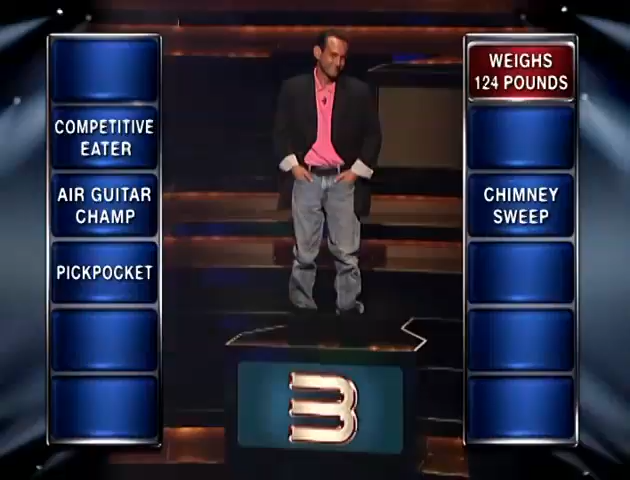 COMPETITIVE
EATER
AIR GUITAR
CHAMP
PICKPOCKET
WEIGHS
124 POUNDS
CHIMNEY
SWEEP
3